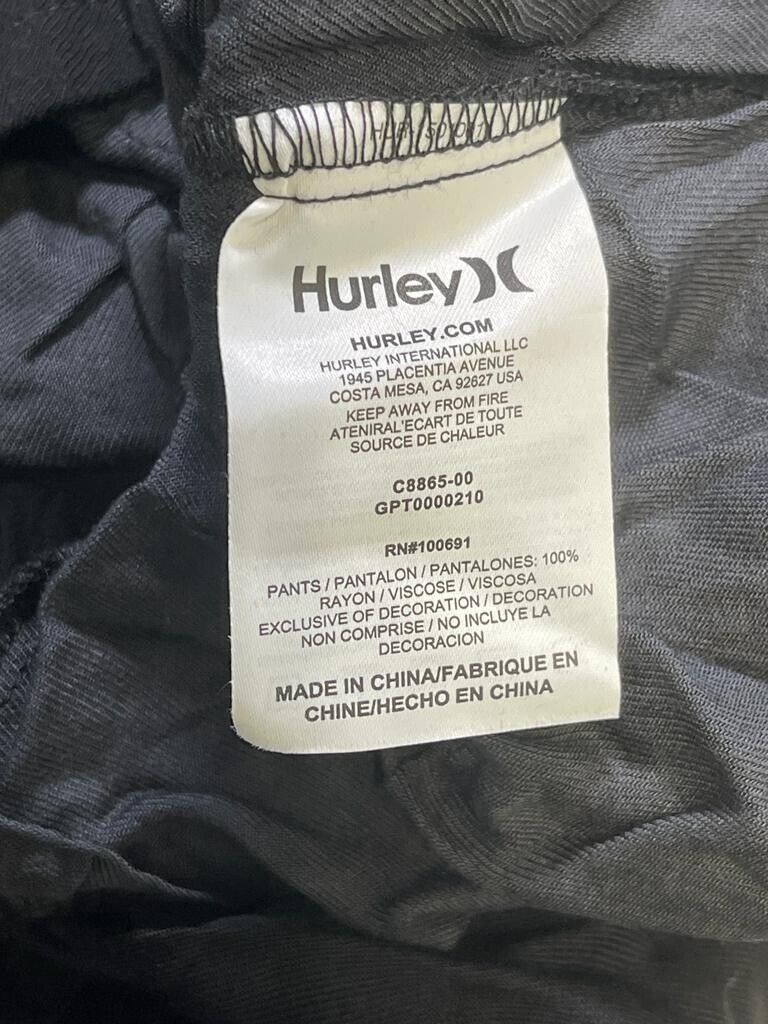 Hurley
HURLEY.COM
HURLEY INTERNATIONAL LLC
1945 PLACENTIA AVENUE
COSTA MESA, CA 92627 USA
KEEP AWAY FROM FIRE
ATENIRAL'ECART DE TOUTE
SOURCE DE CHALEUR
C8865-00
GPT0000210
RN#100691
PANTS / PANTALON / PANTALONES: 100%
RAYON / VISCOSE / VISCOSA
EXCLUSIVE OF DECORATION / DECORATION
NON COMPRISE / NO INCLUYE LA
DECORACION
MADE IN CHINA/FABRIQUE EN
CHINE/HECHO EN CHINA